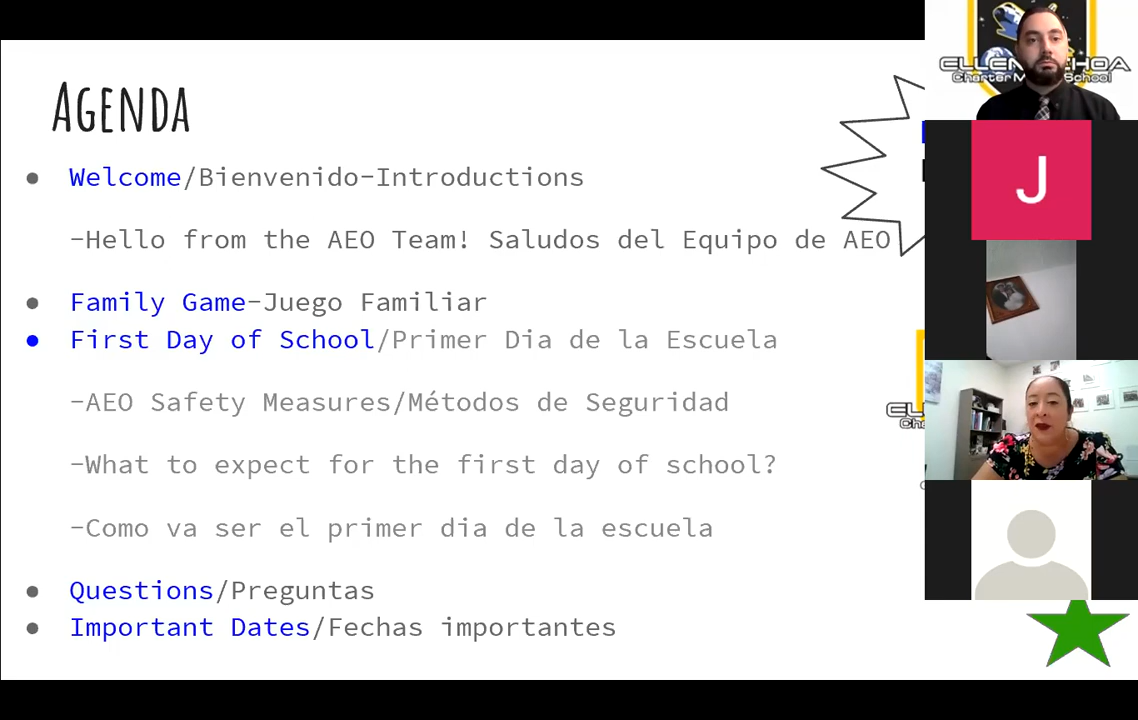 Agenda
Welcome/Bienvenido-Introductions
-Hello from the AEO Team! Saludos del Equipo de AEO
Family Game-Juego Familiar
First Day of School/Primer Dia de la Escuela
-AEO Safety Measures/Métodos de Seguridad
-What to expect for the first day of school?
-Como va ser el primer dia de la escuela
Questions/Preguntas
Important Dates/Fechas importantes
Charter School
J